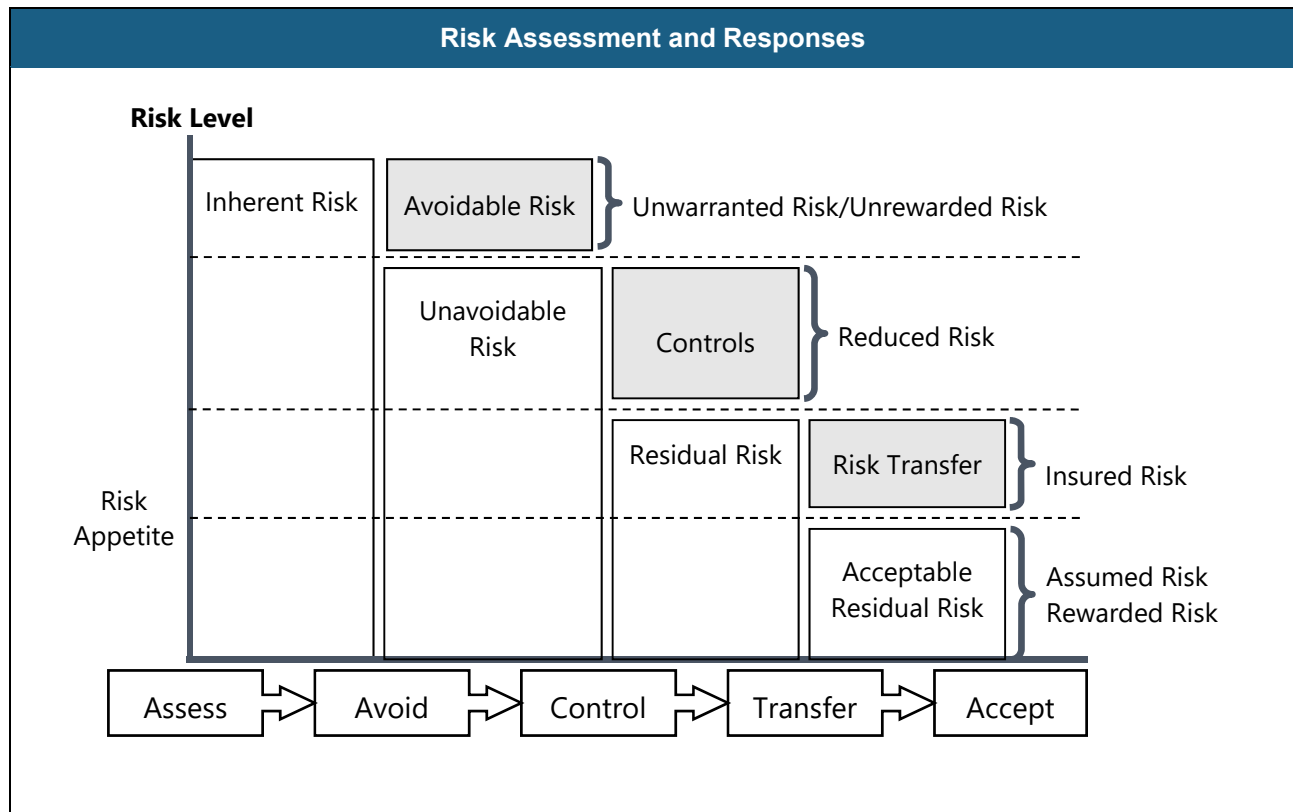 Risk Assessment and Responses
Risk Level
Inherent Risk
Avoidable Risk
Unwarranted Risk/Unrewarded Risk
Unavoidable
Risk
Controls
Reduced Risk
Residual Risk
Risk Transfer
Insured Risk
Risk
Appetite
Acceptable
Residual Risk
Assumed Risk
Rewarded Risk
Assess
Avoid
Control
Transfer
Accept